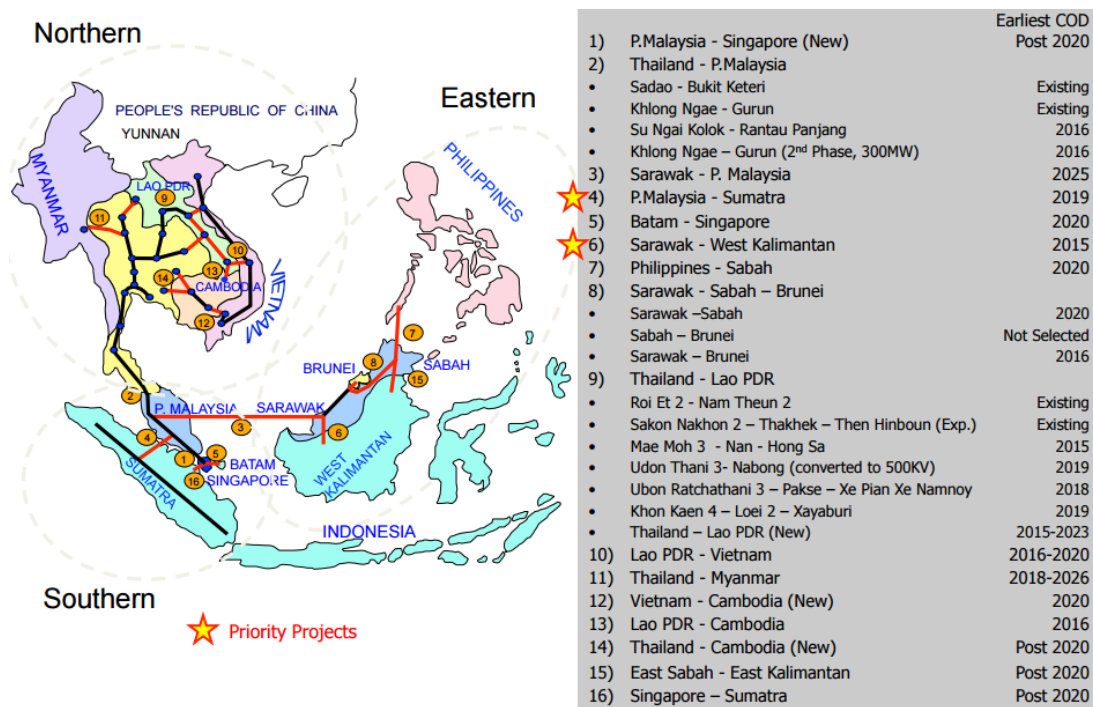 Northern
Eastern
PEOPLE'S REPUBLIC OF CHINA
YUNNAN
MYANMAR
LAO PDR
9
11
10
13
14
CAMBODIA
12
VIETNAM
PHILIPPINES
7
BRUNEI
8
SABAH
15
2
P. MALAYSIA
SARAWAK
3
6
4
1
5
BATAM
16
SINGAPORE
SUMATRA
WEST
KALIMANTAN
INDONESIA
Southern
Priority Projects
Earliest COD
1) P.Malaysia - Singapore (New) Post 2020
2) Thailand - P.Malaysia
• Sadao - Bukit Keteri Existing
• Khlong Ngae - Gurun Existing
• Su Ngai Kolok - Rantau Panjang 2016
• Khlong Ngae – Gurun (2nd Phase, 300MW) 2016
3) Sarawak - P. Malaysia 2025
4) P.Malaysia - Sumatra 2019
5) Batam - Singapore 2020
6) Sarawak - West Kalimantan 2015
7) Philippines - Sabah 2020
8) Sarawak - Sabah – Brunei
• Sarawak –Sabah 2020
• Sabah – Brunei Not Selected
• Sarawak – Brunei 2016
9) Thailand - Lao PDR
• Roi Et 2 - Nam Theun 2 Existing
• Sakon Nakhon 2 – Thakhek – Then Hinboun (Exp.) Existing
• Mae Moh 3 - Nan - Hong Sa 2015
• Udon Thani 3- Nabong (converted to 500KV) 2019
• Ubon Ratchathani 3 – Pakse – Xe Pian Xe Namnoy 2018
• Khon Kaen 4 – Loei 2 – Xayaburi 2019
• Thailand – Lao PDR (New) 2015-2023
10) Lao PDR - Vietnam 2016-2020
11) Thailand - Myanmar 2018-2026
12) Vietnam - Cambodia (New) 2020
13) Lao PDR - Cambodia 2016
14) Thailand - Cambodia (New) Post 2020
15) East Sabah - East Kalimantan Post 2020
16) Singapore – Sumatra Post 2020